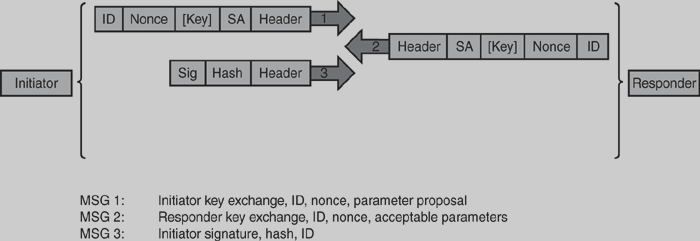 ID Nonce [Key] SA Header 1
2 Header SA [Key] Nonce ID
Sig Hash Header 3
Initiator
Responder
MSG 1: Initiator key exchange, ID, nonce, parameter proposal
MSG 2: Responder key exchange, ID, nonce, acceptable parameters
MSG 3: Initiator signature, hash, ID